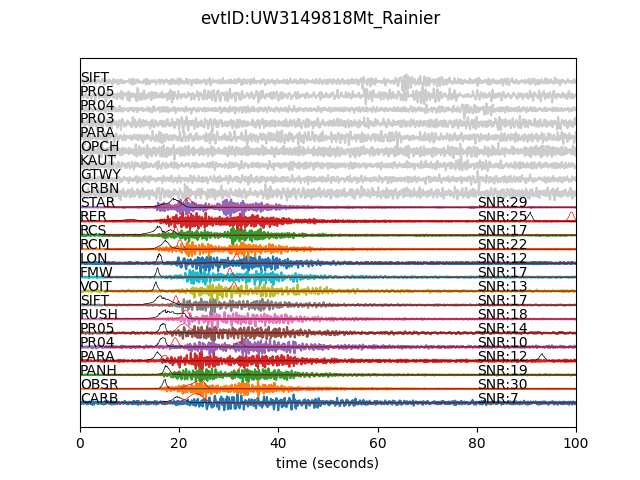 evtID:UW3149818Mt_Rainier
SIFT
PR05
PR04
PR03
PARA
OPCH
KAUT
GTWY
CRBN
STAR SNR:29
RER SNR:25
RCS SNR:17
RCM SNR:22
LON SNR:12
FMW SNR:17
VOIT SNR:13
SIFT SNR:17
RUSH SNR:18
PR05 SNR:14
PR04 SNR:10
PARA SNR:12
PANH SNR:19
OBSR SNR:30
CARB SNR:7
0 20 40 60 80 100
time (seconds)